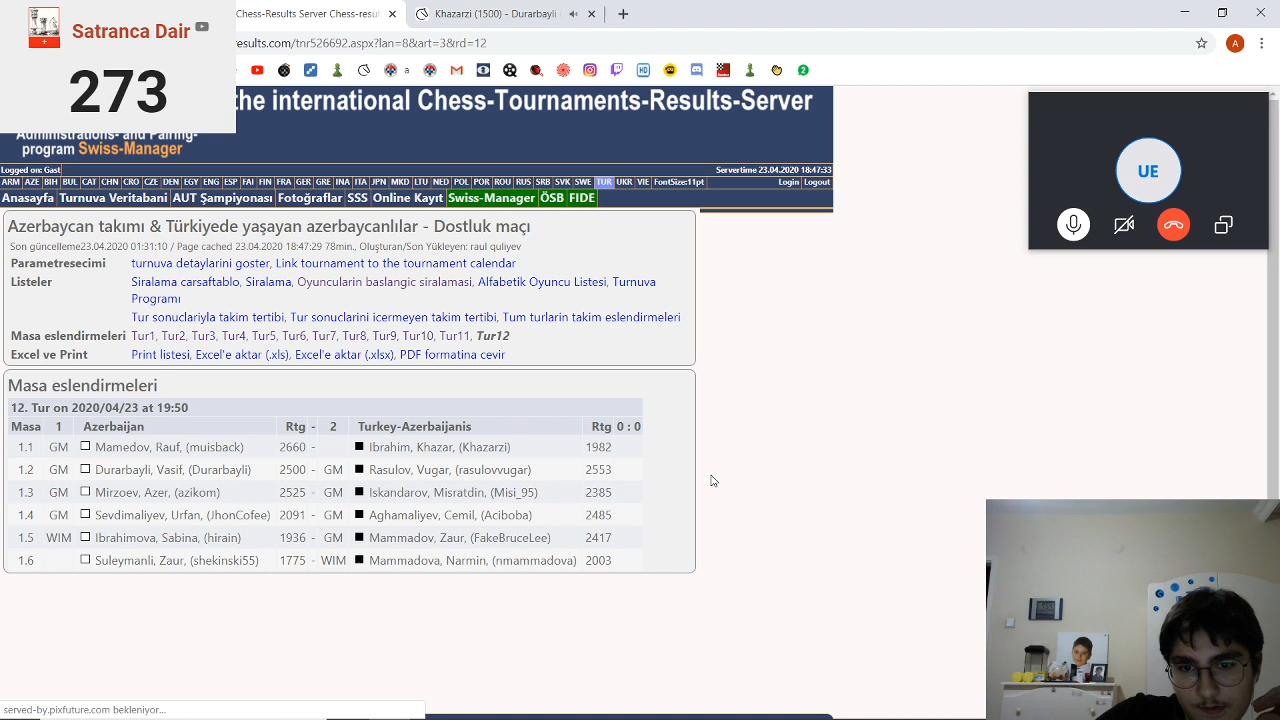 Satranca Dair
273
Chess-Results Server Chess-resul
Khazarzi (1500) - Durarbayli
esults.com/tnr526692.aspx?lan=8&art=3&rd=12
the international Chess-Tournaments-Results-Server
Administrations- and Pairing-
program Swiss-Manager
Logged on: Gast
Servertime 23.04.2020 18:47:33
ARM AZE BIH BUL CAT CHN CRO CZE DEN EGY ENG ESP FAI FIN FRA GER GRE INA ITA JPN MKD LTU NED POL POR ROU RUS SRB SVK SWE TUR UKR VIE FontSize:11pt
Login Logout
Anasayfa Turnuva Veritabani AUT Şampiyonası Fotoğraflar SSS Online Kayıt Swiss-Manager ÖSB FIDE
Azerbaycan takımı & Türkiyede yaşayan azerbaycanlılar - Dostluk maçı
Son güncelleme23.04.2020 01:31:10 / Page cached 23.04.2020 18:47:29 78min., Oluşturan/Son Yükleyen: raul quliyev
Parametresecimi turnuva detaylarini goster, Link tournament to the tournament calendar
Listeler Siralama carsaftablo, Siralama, Oyuncularin baslangic siralamasi, Alfabetik Oyuncu Listesi, Turnuva
Programı
Tur sonuclariyla takim tertibi, Tur sonuclarini icermeyen takim tertibi, Tum turlarin takim eslendirmeleri
Masa eslendirmeleri Tur1, Tur2, Tur3, Tur4, Tur5, Tur6, Tur7, Tur8, Tur9, Tur10, Tur11, Tur12
Excel ve Print Print listesi, Excel'e aktar (.xls), Excel'e aktar (.xlsx), PDF formatina cevir
Masa eslendirmeleri
12. Tur on 2020/04/23 at 19:50
Masa 1 Azerbaijan Rtg - 2 Turkey-Azerbaijanis Rtg 0 : 0
1.1 GM Mamedov, Rauf, (muisback) 2660 - Ibrahim, Khazar, (Khazarzi) 1982
1.2 GM Durarbayli, Vasif, (Durarbayli) 2500 - GM Rasulov, Vugar, (rasulovvugar) 2553
1.3 GM Mirzoev, Azer, (azikom) 2525 - GM Iskandarov, Misratdin, (Misi_95) 2385
1.4 GM Sevdimaliyev, Urfan, (JhonCofee) 2091 - GM Aghamaliyev, Cemil, (Aciboba) 2485
1.5 WIM Ibrahimova, Sabina, (hirain) 1936 - GM Mammadov, Zaur, (FakeBruceLee) 2417
1.6 Suleymanli, Zaur, (shekinski55) 1775 - WIM Mammadova, Narmin, (nmammadova) 2003
UE
served-by.pixfuture.com bekleniyor...